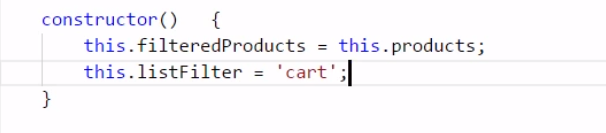 constructor()   {
    this.filteredProducts = this.products;
    this.listFilter = 'cart';
}